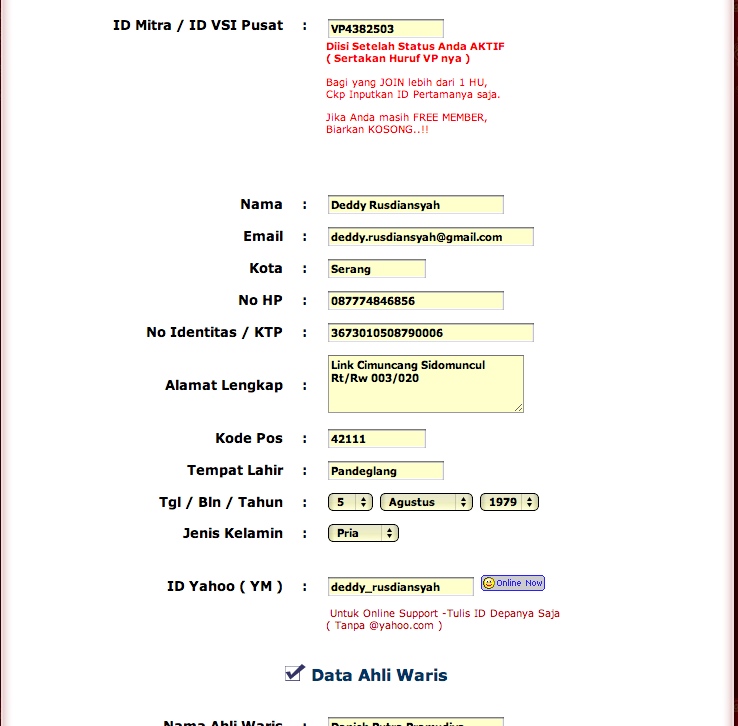 ID Mitra / ID VSI Pusat : VP4382503
Diisi Setelah Status Anda AKTIF
( Sertakan Huruf VP nya )
Bagi yang JOIN lebih dari 1 HU,
Ckp Inputkan ID Pertamanya saja.
Jika Anda masih FREE MEMBER,
Biarkan KOSONG..!!
Nama : Deddy Rusdiansyah
Email : deddy.rusdiansyah@gmail.com
Kota : Serang
No HP : 087774846856
No Identitas / KTP : 3673010508790006
Alamat Lengkap : Link Cimuncang Sidomuncul
Rt/Rw 003/020
Kode Pos : 42111
Tempat Lahir : Pandeglang
Tgl / Bln / Tahun : 5 Agustus 1979
Jenis Kelamin : Pria
ID Yahoo ( YM ) : deddy_rusdiansyah Online Now
Untuk Online Support -Tulis ID Depanya Saja
( Tanpa @yahoo.com )
Data Ahli Waris
Nama Ahli Waris :